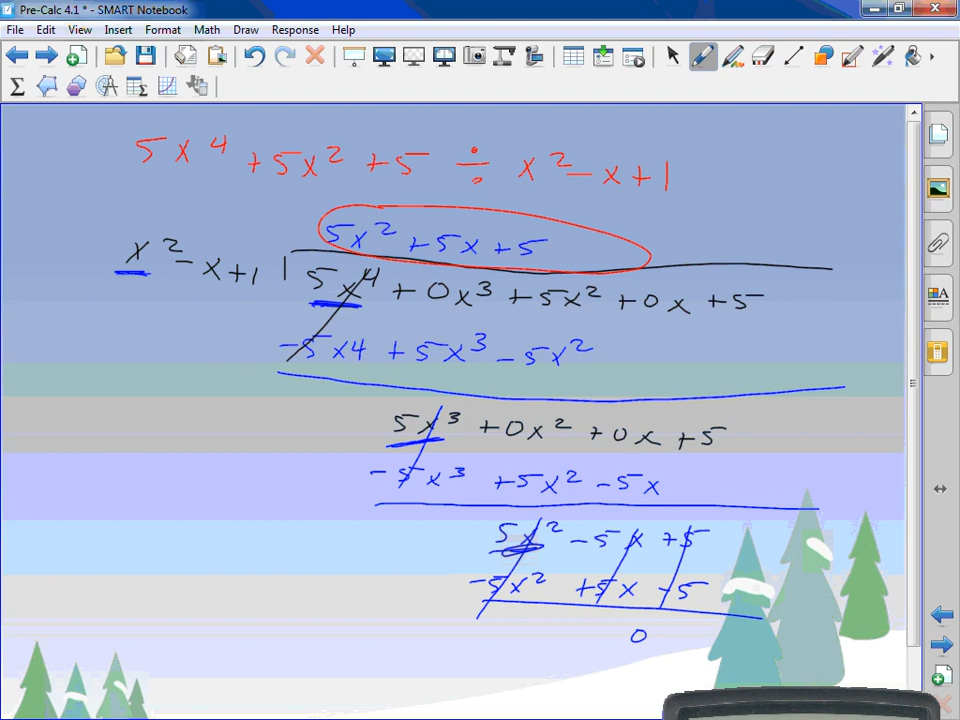 Pre-Calc 4.1 * - SMART Notebook
File Edit View Insert Format Math Draw Response Help
5x⁴ + 5x² + 5 ÷ x² - x + 1
5x² + 5x + 5
x² - x + 1 5x⁴ + 0x³ + 5x² + 0x + 5
-5x4 + 5x³ - 5x²
5x³ + 0x² + 0x + 5
-5x³ + 5x² - 5x
5x² - 5x + 5
-5x² + 5x - 5
0